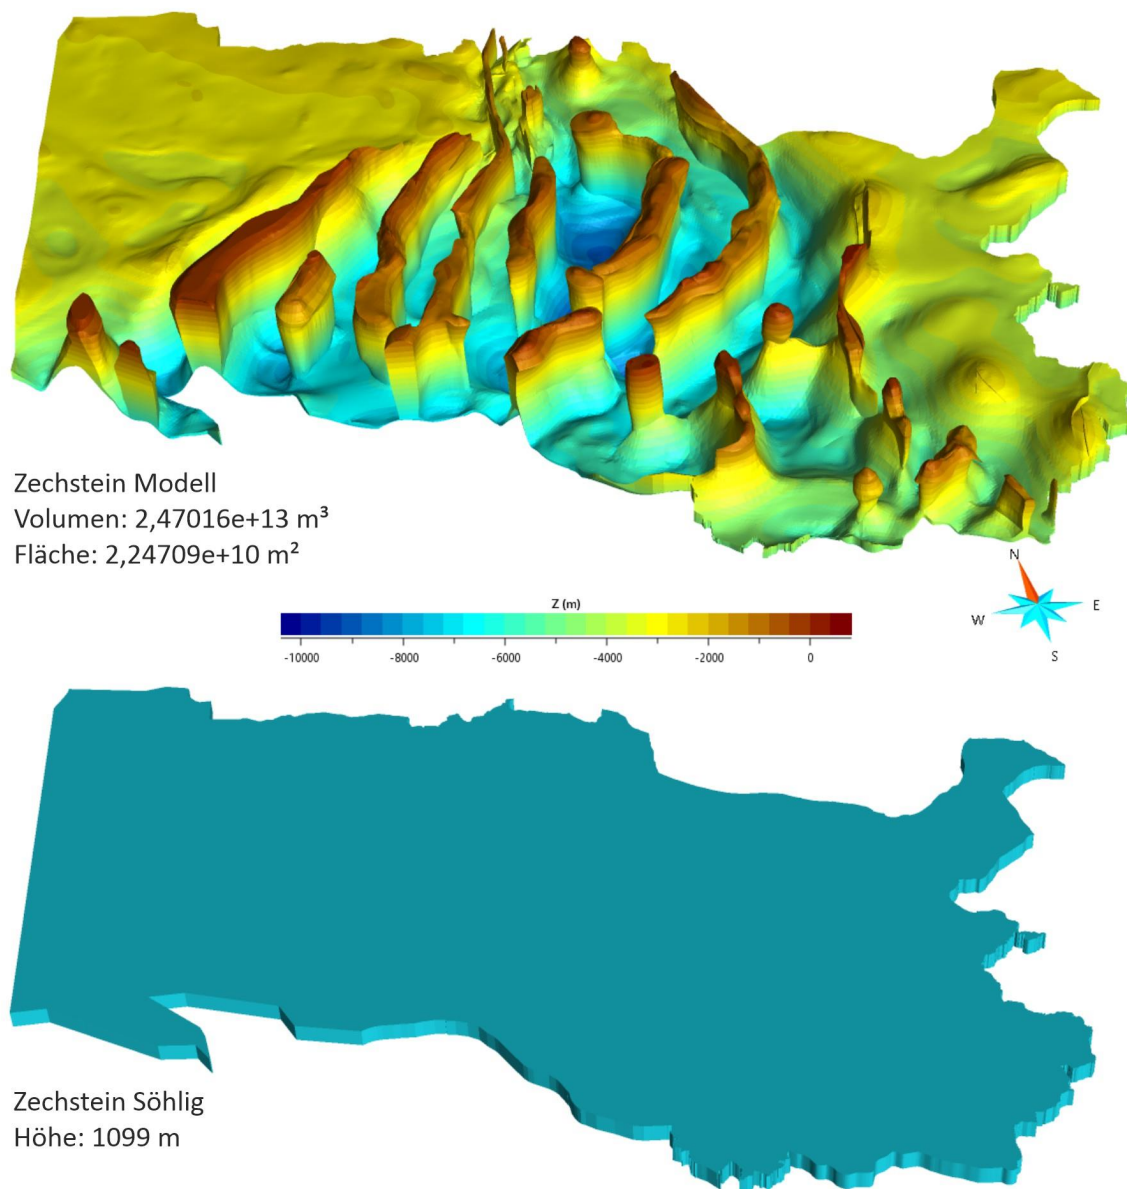 Zechstein Modell
Volumen: 2,47016e+13 m³
Fläche: 2,24709e+10 m²
N
W
E
S
Z (m)
-10000 -8000 -6000 -4000 -2000 0
Zechstein Söhlig
Höhe: 1099 m